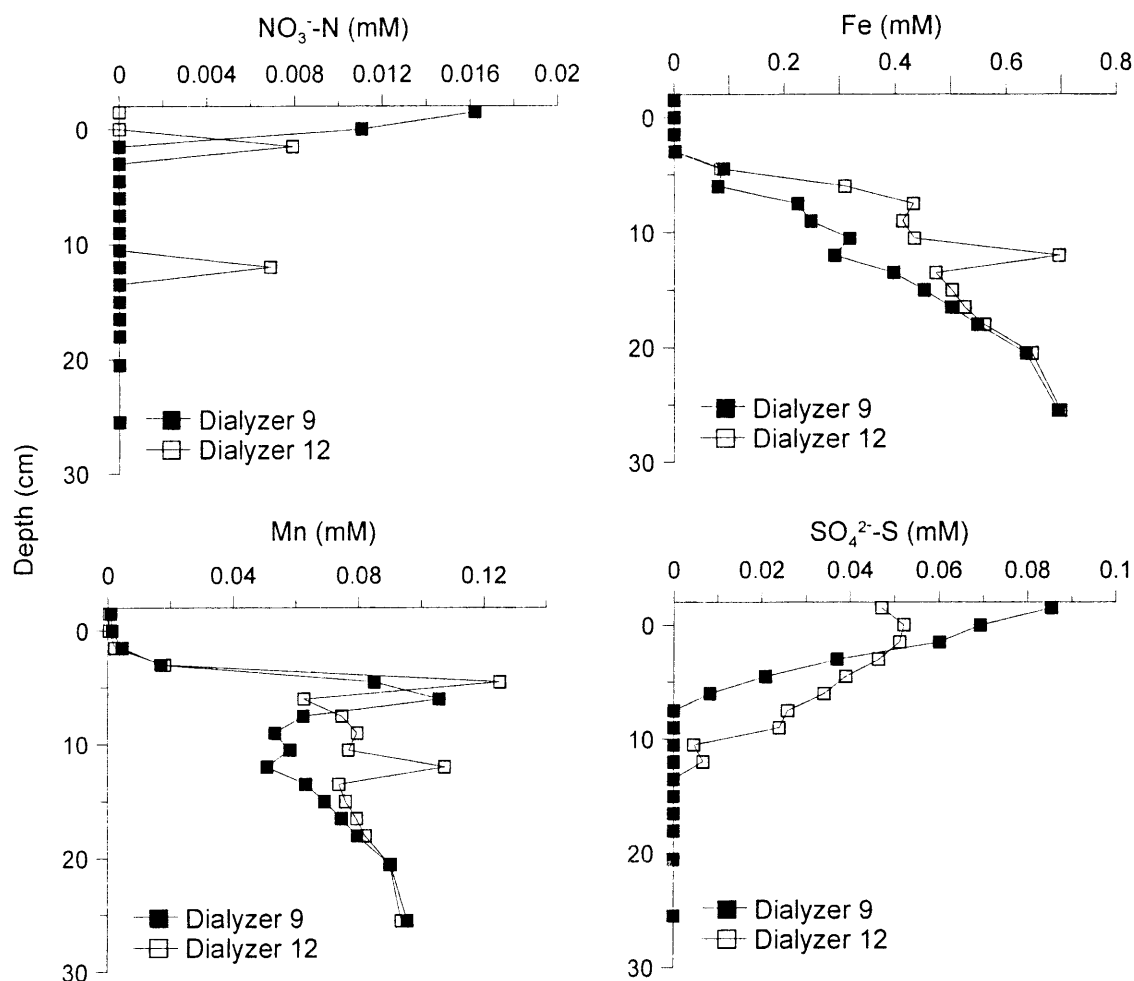 NO₃⁻-N (mM)
0 0.004 0.008 0.012 0.016 0.02
0
10
20
30
Dialyzer 9
Dialyzer 12
Fe (mM)
0 0.2 0.4 0.6 0.8
0
10
20
30
Dialyzer 9
Dialyzer 12
Depth (cm)
Mn (mM)
0 0.04 0.08 0.12
0
10
20
30
Dialyzer 9
Dialyzer 12
SO₄²⁻-S (mM)
0 0.02 0.04 0.06 0.08 0.1
0
10
20
30
Dialyzer 9
Dialyzer 12